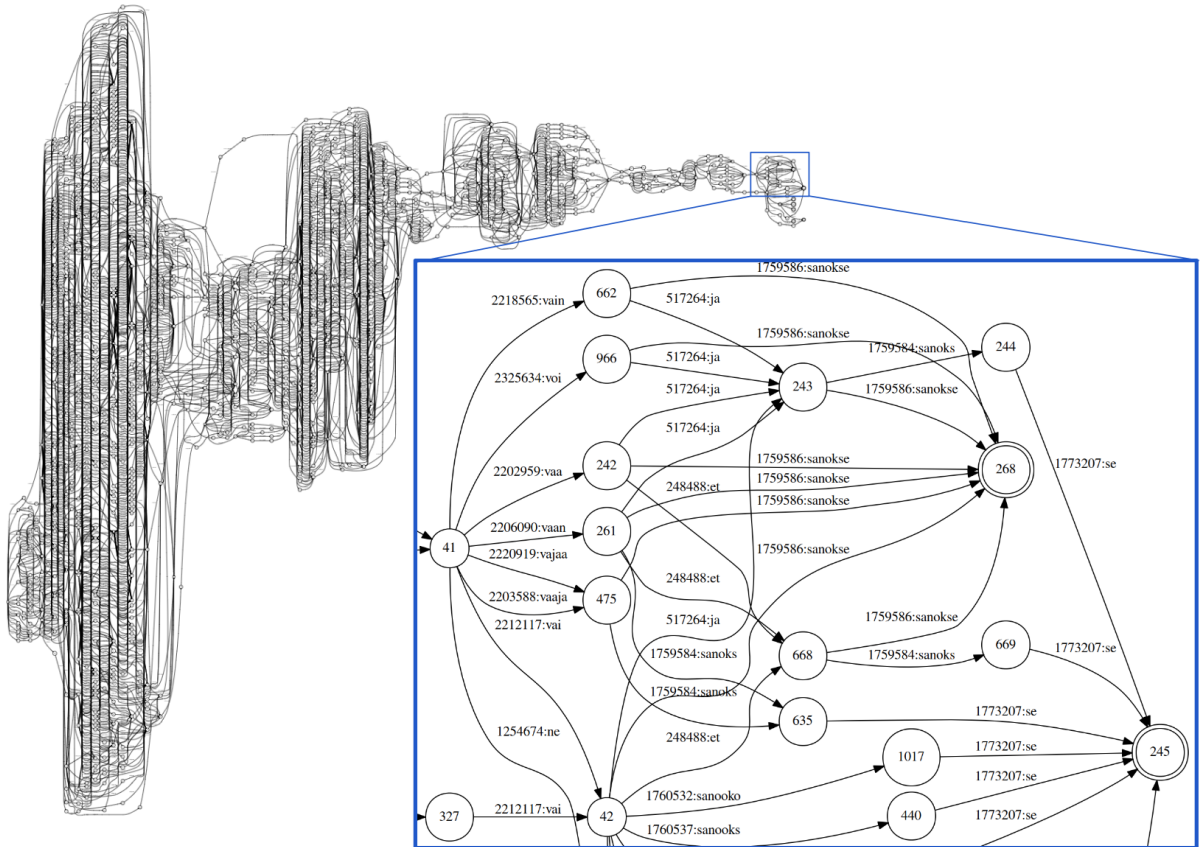 1759586:sanokse
662
2218565:vain
517264:ja
1759586:sanokse
1759584:sanoks
244
966
517264:ja
2325634:voi
243
517264:ja
1759586:sanokse
517264:ja
2202959:vaa
242
1759586:sanokse
268
1773207:se
248488:et
1759586:sanokse
1759586:sanokse
2206090:vaan
261
41
2220919:vajaa
1759586:sanokse
2203588:vaaja
475
248488:et
2212117:vai
517264:ja
1759586:sanokse
1759584:sanoks
668
1759584:sanoks
669
1773207:se
1759584:sanoks
635
1773207:se
1254674:ne
248488:et
1017
1773207:se
245
1773207:se
1760532:sanooko
327
2212117:vai
42
440
1773207:se
1760537:sanooks